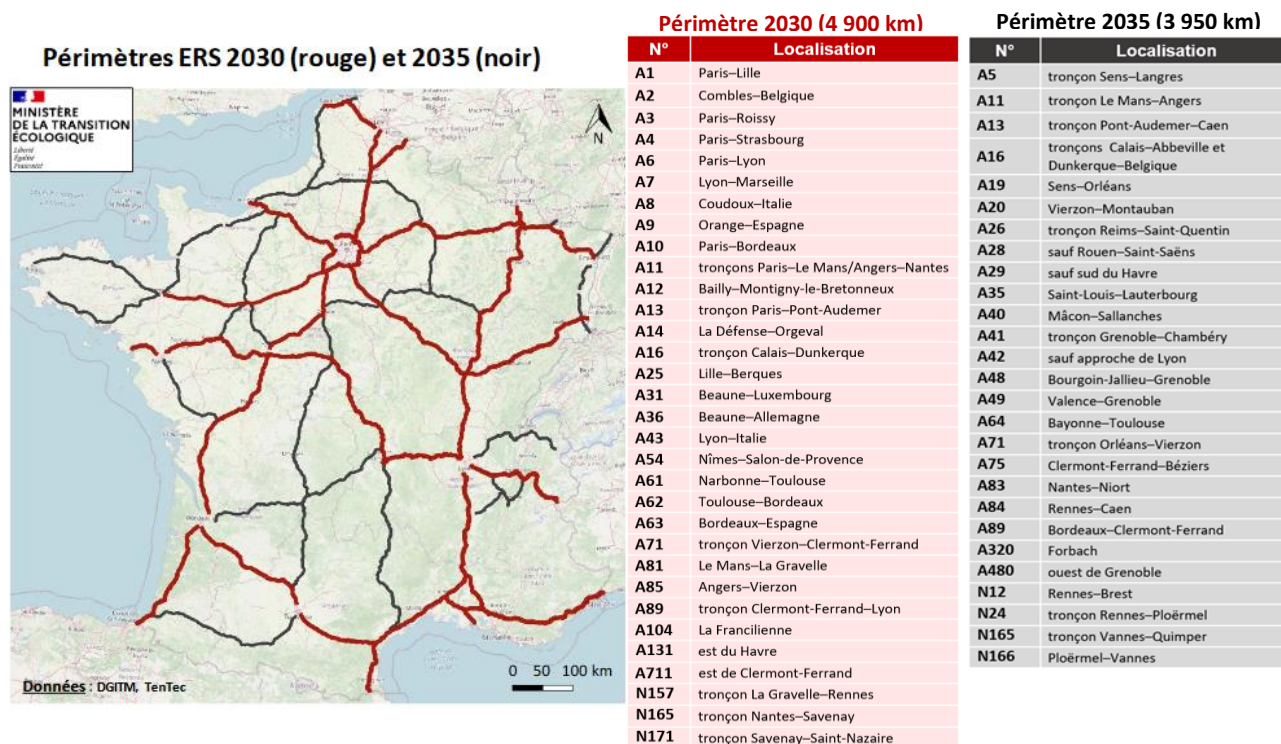 Périmètres ERS 2030 (rouge) et 2035 (noir)
MINISTÈRE
DE LA TRANSITION
ÉCOLOGIQUE
Liberté
Égalité
Fraternité
N
0 50 100 km
Données : DGITM, TenTec
Périmètre 2030 (4 900 km)
N° Localisation
A1 Paris–Lille
A2 Combles–Belgique
A3 Paris–Roissy
A4 Paris–Strasbourg
A6 Paris–Lyon
A7 Lyon–Marseille
A8 Coudoux–Italie
A9 Orange–Espagne
A10 Paris–Bordeaux
A11 tronçons Paris–Le Mans/Angers–Nantes
A12 Bailly–Montigny-le-Bretonneux
A13 tronçon Paris–Pont-Audemer
A14 La Défense–Orgeval
A16 tronçon Calais–Dunkerque
A25 Lille–Berques
A31 Beaune–Luxembourg
A36 Beaune–Allemagne
A43 Lyon–Italie
A54 Nîmes–Salon-de-Provence
A61 Narbonne–Toulouse
A62 Toulouse–Bordeaux
A63 Bordeaux–Espagne
A71 tronçon Vierzon–Clermont-Ferrand
A81 Le Mans–La Gravelle
A85 Angers–Vierzon
A89 tronçon Clermont-Ferrand–Lyon
A104 La Francilienne
A131 est du Havre
A711 est de Clermont-Ferrand
N157 tronçon La Gravelle–Rennes
N165 tronçon Nantes–Savenay
N171 tronçon Savenay–Saint-Nazaire
Périmètre 2035 (3 950 km)
N° Localisation
A5 tronçon Sens–Langres
A11 tronçon Le Mans–Angers
A13 tronçon Pont-Audemer–Caen
A16 tronçons Calais–Abbeville et
Dunkerque–Belgique
A19 Sens–Orléans
A20 Vierzon–Montauban
A26 tronçon Reims–Saint-Quentin
A28 sauf Rouen–Saint-Saëns
A29 sauf sud du Havre
A35 Saint-Louis–Lauterbourg
A40 Mâcon–Sallanches
A41 tronçon Grenoble–Chambéry
A42 sauf approche de Lyon
A48 Bourgoin-Jallieu–Grenoble
A49 Valence–Grenoble
A64 Bayonne–Toulouse
A71 tronçon Orléans–Vierzon
A75 Clermont-Ferrand–Béziers
A83 Nantes–Niort
A84 Rennes–Caen
A89 Bordeaux–Clermont-Ferrand
A320 Forbach
A480 ouest de Grenoble
N12 Rennes–Brest
N24 tronçon Rennes–Ploërmel
N165 tronçon Vannes–Quimper
N166 Ploërmel–Vannes